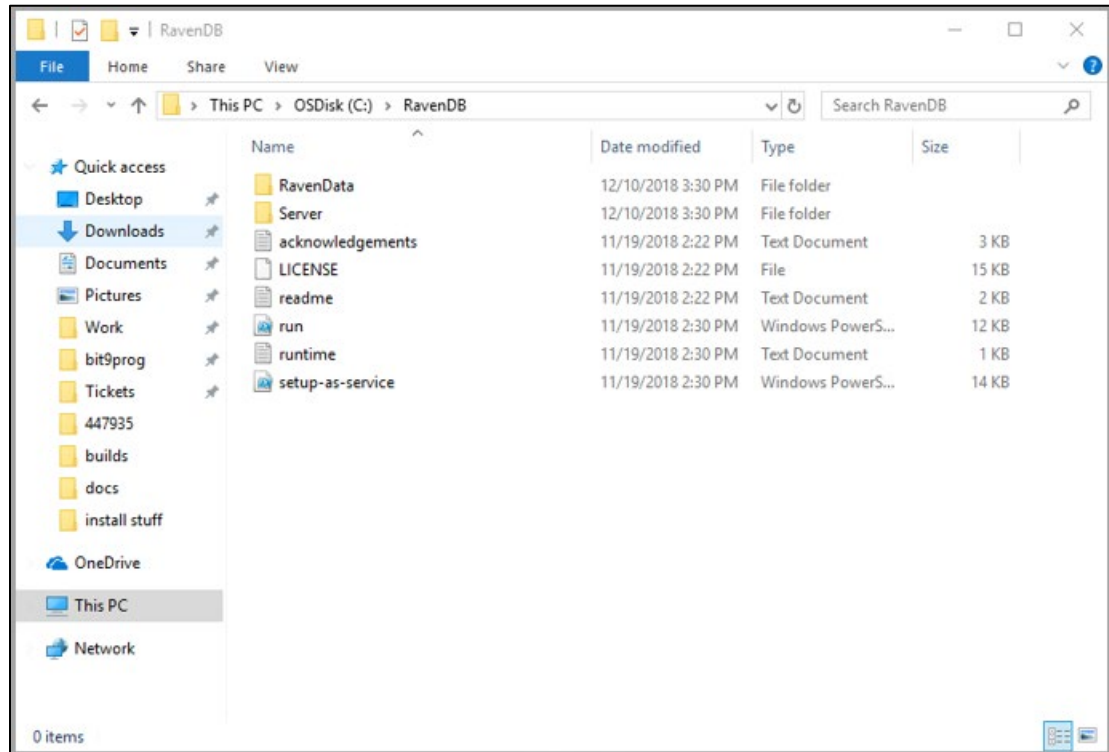 RavenDB
File Home Share View
This PC > OSDisk (C:) > RavenDB Search RavenDB
Name Date modified Type Size
Quick access
Desktop
Downloads
Documents
Pictures
Work
bit9prog
Tickets
447935
builds
docs
install stuff
OneDrive
This PC
Network
RavenData 12/10/2018 3:30 PM File folder
Server 12/10/2018 3:30 PM File folder
acknowledgements 11/19/2018 2:22 PM Text Document 3 KB
LICENSE 11/19/2018 2:22 PM File 15 KB
readme 11/19/2018 2:22 PM Text Document 2 KB
run 11/19/2018 2:30 PM Windows PowerS... 12 KB
runtime 11/19/2018 2:30 PM Text Document 1 KB
setup-as-service 11/19/2018 2:30 PM Windows PowerS... 14 KB
0 items